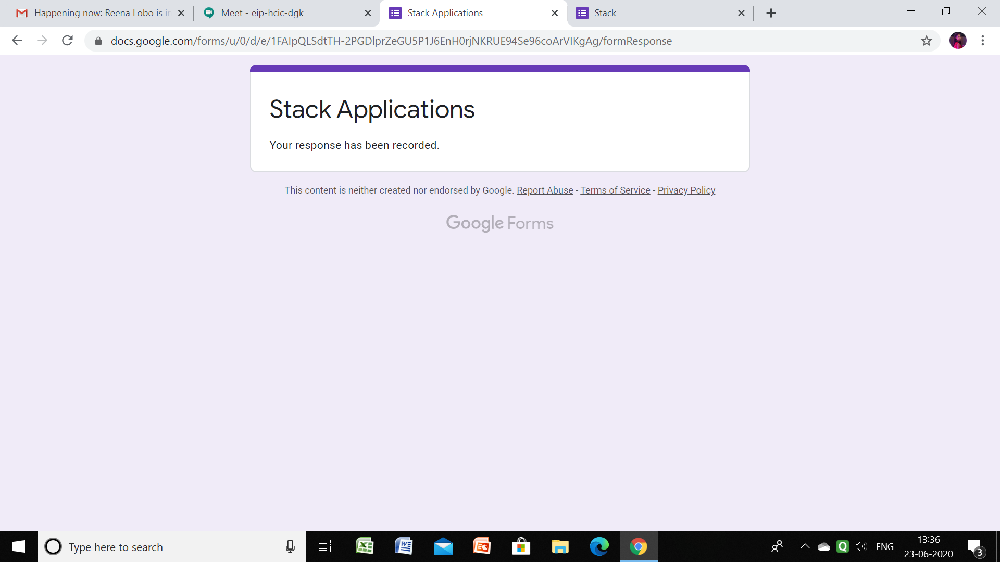 Happening now: Reena Lobo is in
Meet - eip-hcic-dgk
Stack Applications
Stack
docs.google.com/forms/u/0/d/e/1FAIpQLSdtTH-2PGDlprZeGU5P1J6EnH0rjNKRUE94Se96coArVIKgAg/formResponse
Stack Applications
Your response has been recorded.
This content is neither created nor endorsed by Google. Report Abuse - Terms of Service - Privacy Policy
Google Forms
Type here to search
ENG
13:36
23-06-2020
3